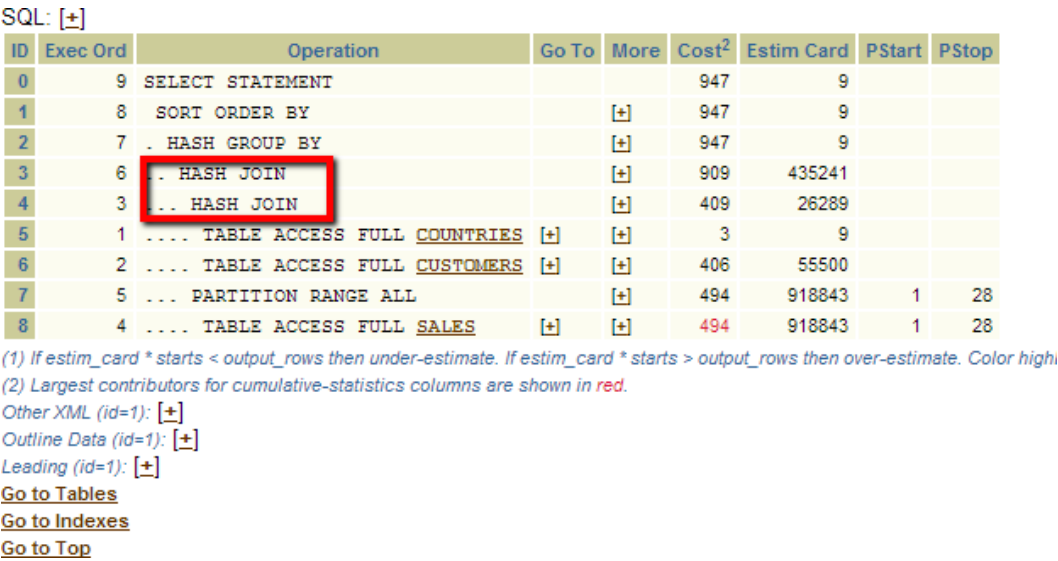 SQL: [+]
ID Exec Ord Operation Go To More Cost2 Estim Card PStart PStop
0 9 SELECT STATEMENT 947 9
1 8 SORT ORDER BY [+] 947 9
2 7 . HASH GROUP BY [+] 947 9
3 6 .. HASH JOIN [+] 909 435241
4 3 ... HASH JOIN [+] 409 26289
5 1 .... TABLE ACCESS FULL COUNTRIES [+] [+] 3 9
6 2 .... TABLE ACCESS FULL CUSTOMERS [+] [+] 406 55500
7 5 ... PARTITION RANGE ALL [+] 494 918843 1 28
8 4 .... TABLE ACCESS FULL SALES [+] [+] 494 918843 1 28
(1) If estim_card * starts < output_rows then under-estimate. If estim_card * starts > output_rows then over-estimate. Color highl
(2) Largest contributors for cumulative-statistics columns are shown in red.
Other XML (id=1): [+]
Outline Data (id=1): [+]
Leading (id=1): [+]
Go to Tables
Go to Indexes
Go to Top